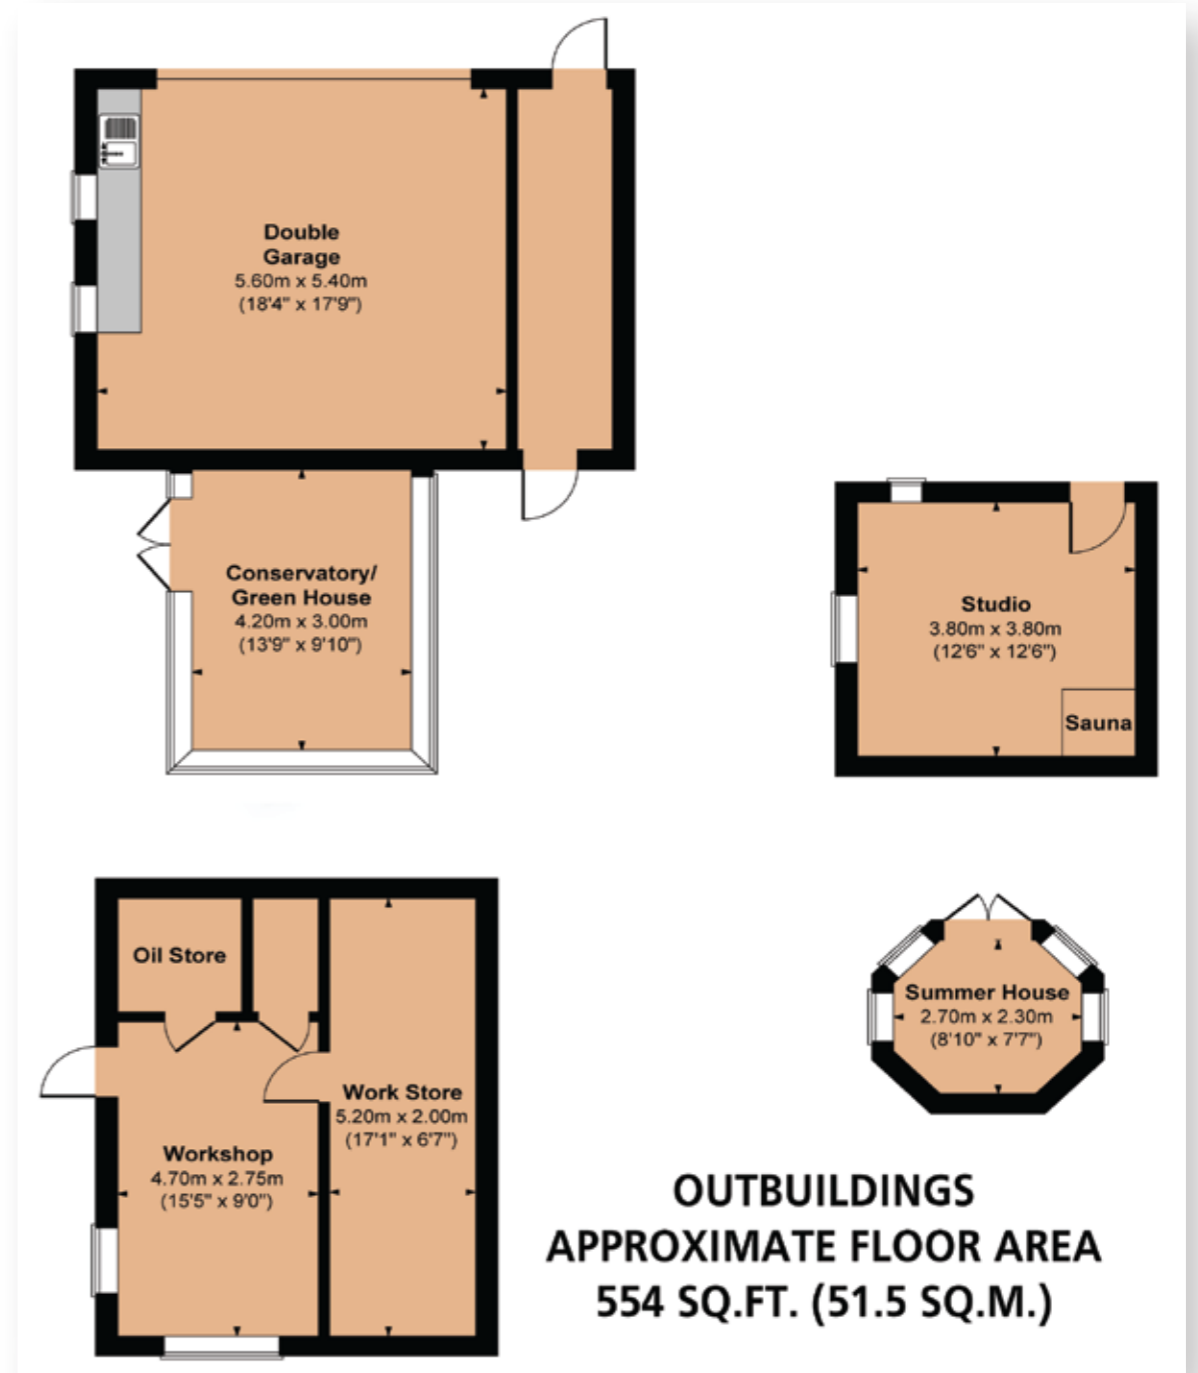 Double
Garage
5.60m x 5.40m
(18'4" x 17'9")
Conservatory/
Green House
4.20m x 3.00m
(13'9" x 9'10")
Studio
3.80m x 3.80m
(12'6" x 12'6")
Sauna
Oil Store
Work Store
5.20m x 2.00m
(17'1" x 6'7")
Workshop
4.70m x 2.75m
(15'5" x 9'0")
Summer House
2.70m x 2.30m
(8'10" x 7'7")
OUTBUILDINGS
APPROXIMATE FLOOR AREA
554 SQ.FT. (51.5 SQ.M.)